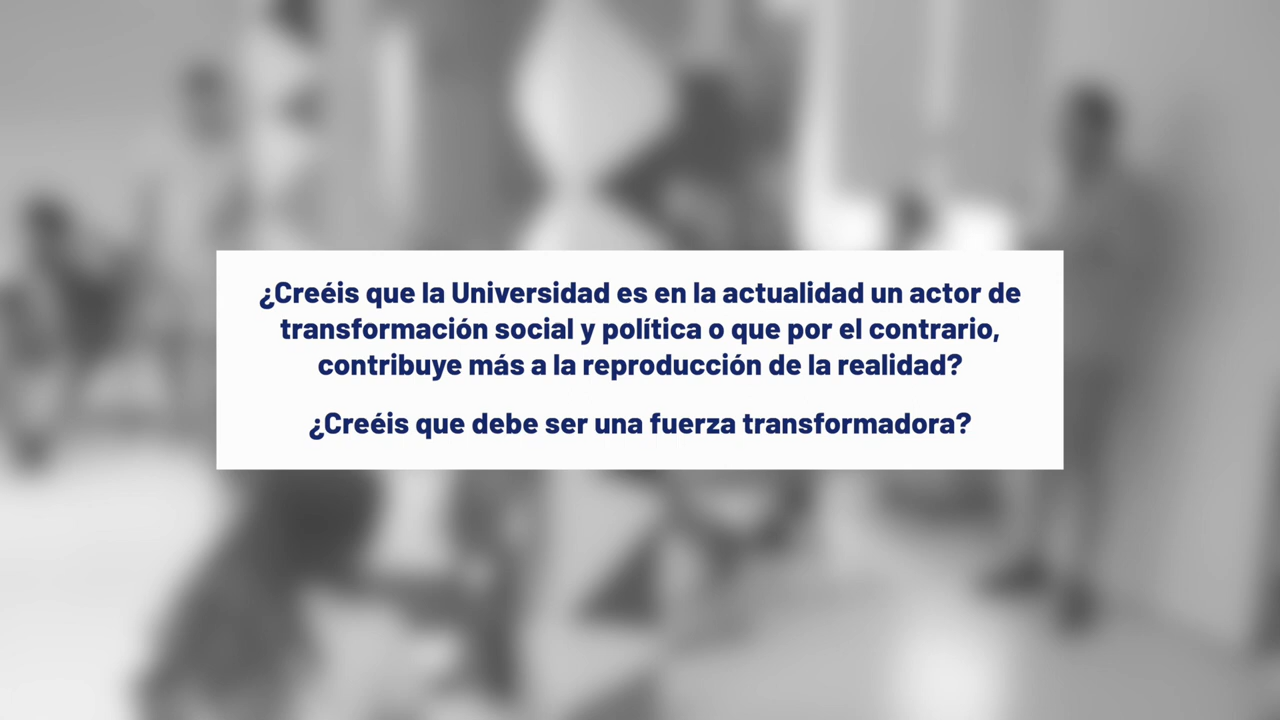 ¿Creéis que la Universidad es en la actualidad un actor de
transformación social y política o que por el contrario,
contribuye más a la reproducción de la realidad?
¿Creéis que debe ser una fuerza transformadora?